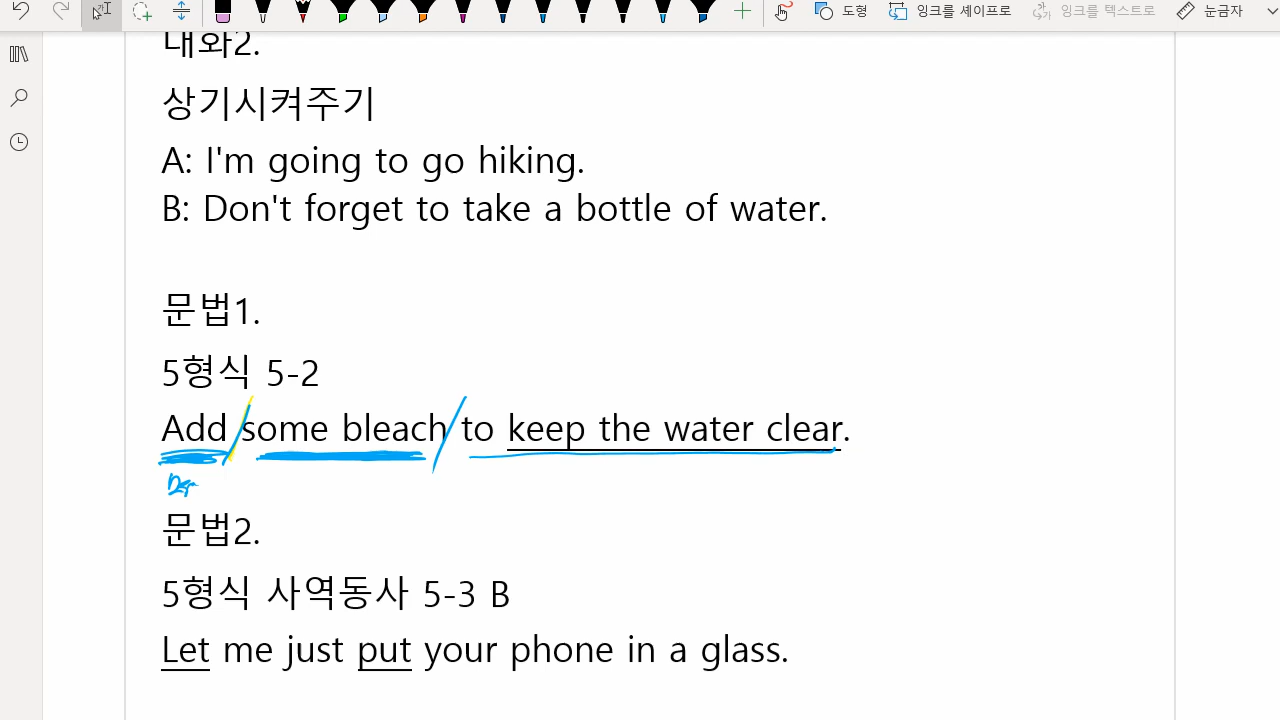 도형 잉크를 셰이프로 잉크를 텍스트로 눈금자
대화2.
상기시켜주기
A: I'm going to go hiking.
B: Don't forget to take a bottle of water.
문법1.
5형식 5-2
Add some bleach to keep the water clear.
문법2.
5형식 사역동사 5-3 B
Let me just put your phone in a glass.